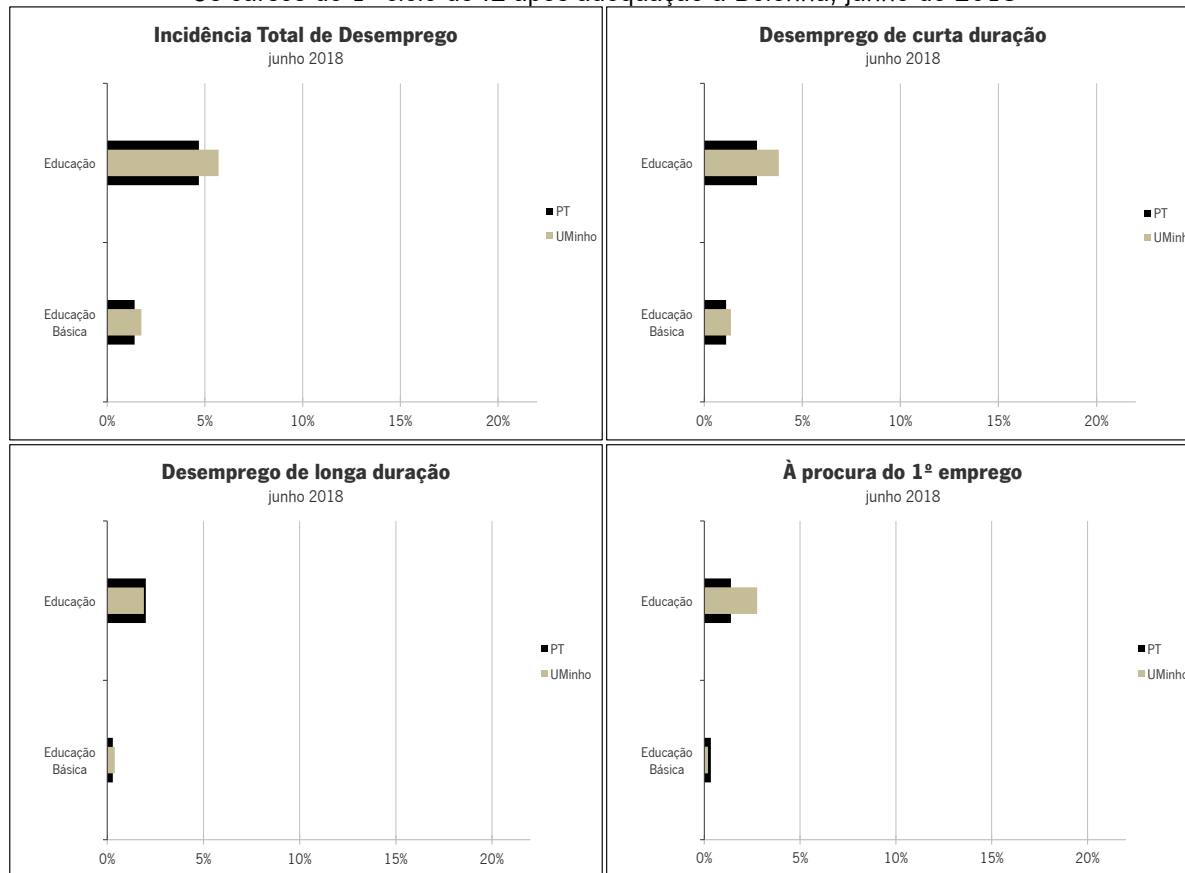 Incidência Total de Desemprego
junho 2018
Educação
Educação
Básica
0% 5% 10% 15% 20%
PT
UMinho
Desemprego de curta duração
junho 2018
Educação
Educação
Básica
0% 5% 10% 15% 20%
PT
UMinh
Desemprego de longa duração
junho 2018
Educação
Educação
Básica
0% 5% 10% 15% 20%
PT
UMinho
À procura do 1º emprego
junho 2018
Educação
Educação
Básica
0% 5% 10% 15% 20%
PT
UMinho